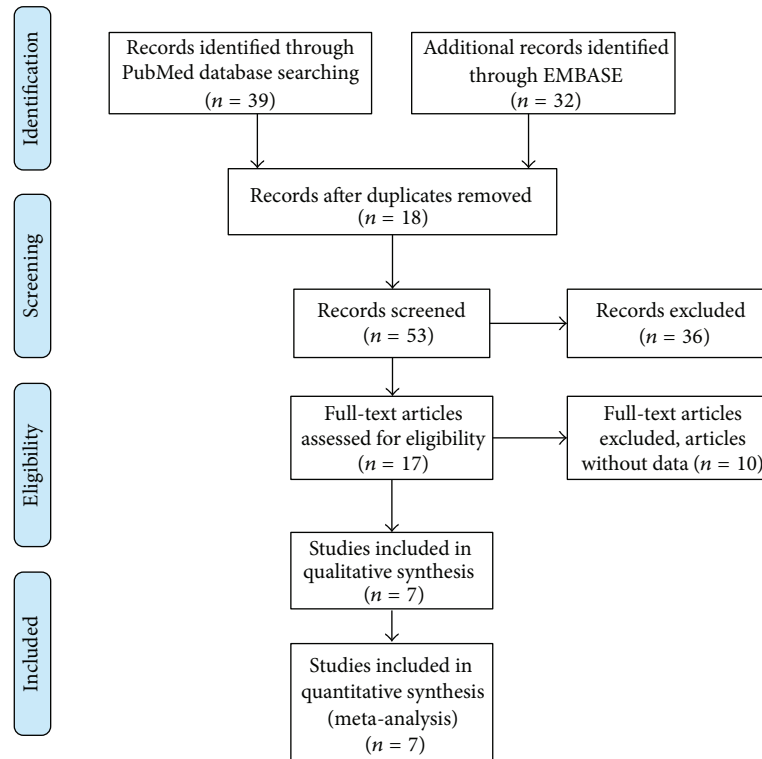 Identification
Records identified through
PubMed database searching
(n = 39)
Additional records identified
through EMBASE
(n = 32)
Records after duplicates removed
(n = 18)
Screening
Records screened
(n = 53)
Records excluded
(n = 36)
Eligibility
Full-text articles
assessed for eligibility
(n = 17)
Full-text articles
excluded, articles
without data (n = 10)
Studies included in
qualitative synthesis
(n = 7)
Included
Studies included in
quantitative synthesis
(meta-analysis)
(n = 7)